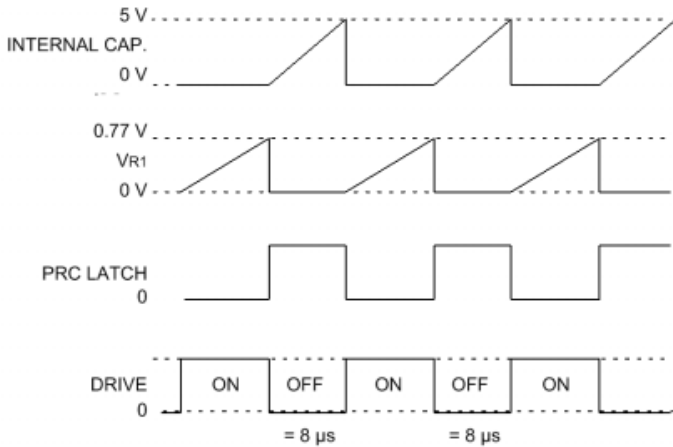 5 V
INTERNAL CAP.
0 V
0.77 V
VR1
0 V
PRC LATCH
0
DRIVE
ON OFF ON OFF ON
0
= 8 μs = 8 μs